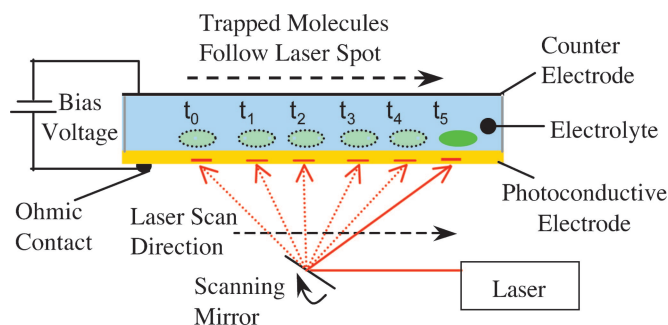 Trapped Molecules
Follow Laser Spot
Counter
Electrode
Bias
Voltage
t0 t1 t2 t3 t4 t5
Electrolyte
Photoconductive
Electrode
Ohmic
Contact
Laser Scan
Direction
Scanning
Mirror
Laser